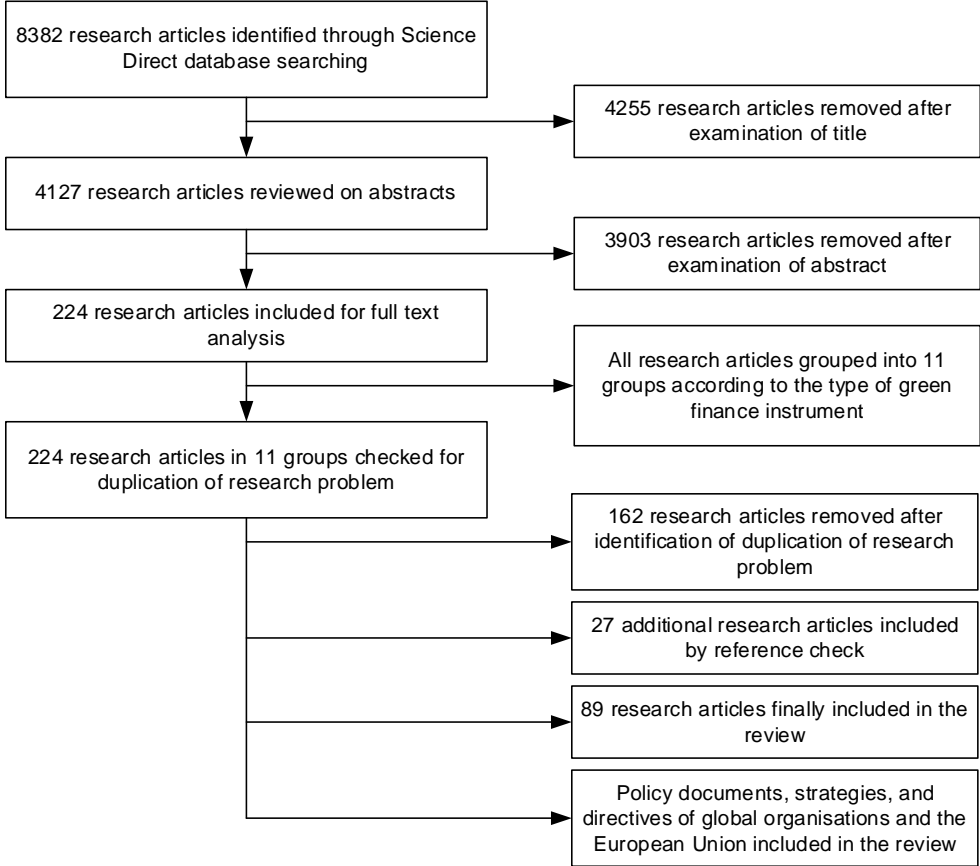 8382 research articles identified through Science
Direct database searching
4255 research articles removed after
examination of title
4127 research articles reviewed on abstracts
3903 research articles removed after
examination of abstract
224 research articles included for full text
analysis
All research articles grouped into 11
groups according to the type of green
finance instrument
224 research articles in 11 groups checked for
duplication of research problem
162 research articles removed after
identification of duplication of research
problem
27 additional research articles included
by reference check
89 research articles finally included in the
review
Policy documents, strategies, and
directives of global organisations and the
European Union included in the review